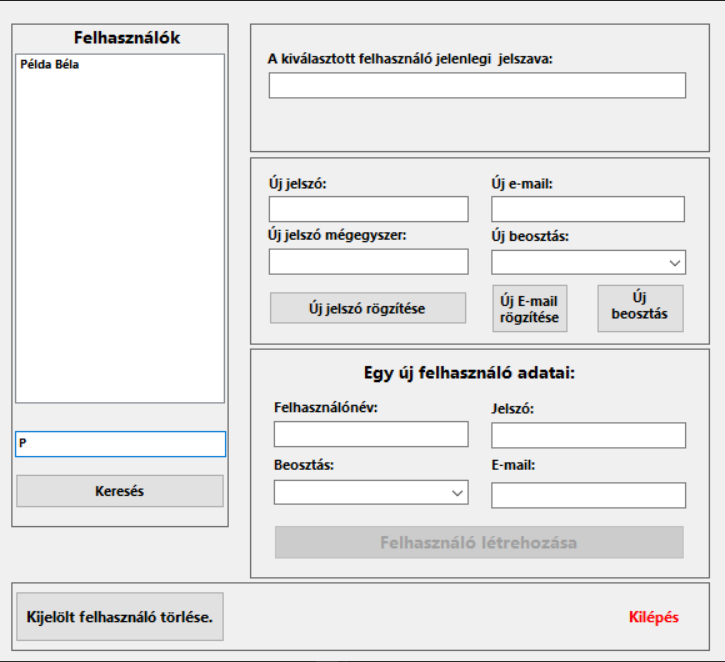 Felhasználók
Példa Béla
P
Keresés
A kiválasztott felhasználó jelenlegi jelszava:
Új jelszó:
Új e-mail:
Új jelszó mégegyszer:
Új beosztás:
Új jelszó rögzítése
Új E-mail
rögzítése
Új
beosztás
Egy új felhasználó adatai:
Felhasználónév:
Jelszó:
Beosztás:
E-mail:
Felhasználó létrehozása
Kijelölt felhasználó törlése.
Kilépés